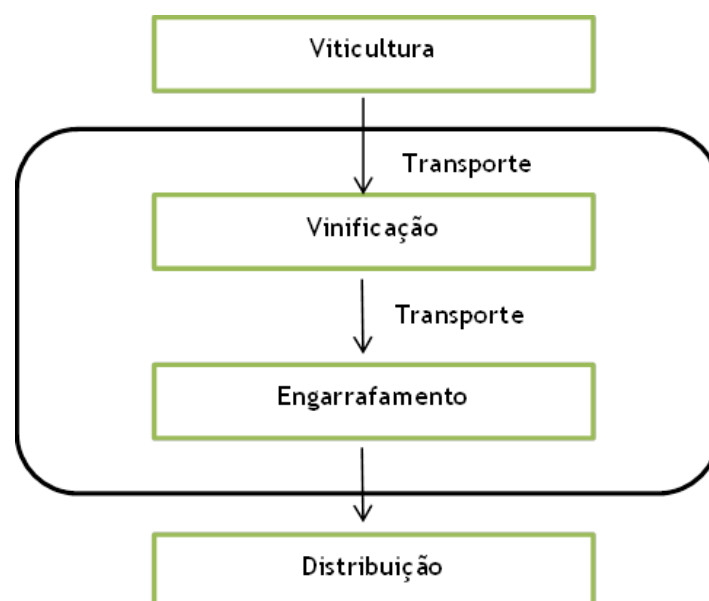 Viticultura
Transporte
Vinificação
Transporte
Engarrafamento
Distribuição